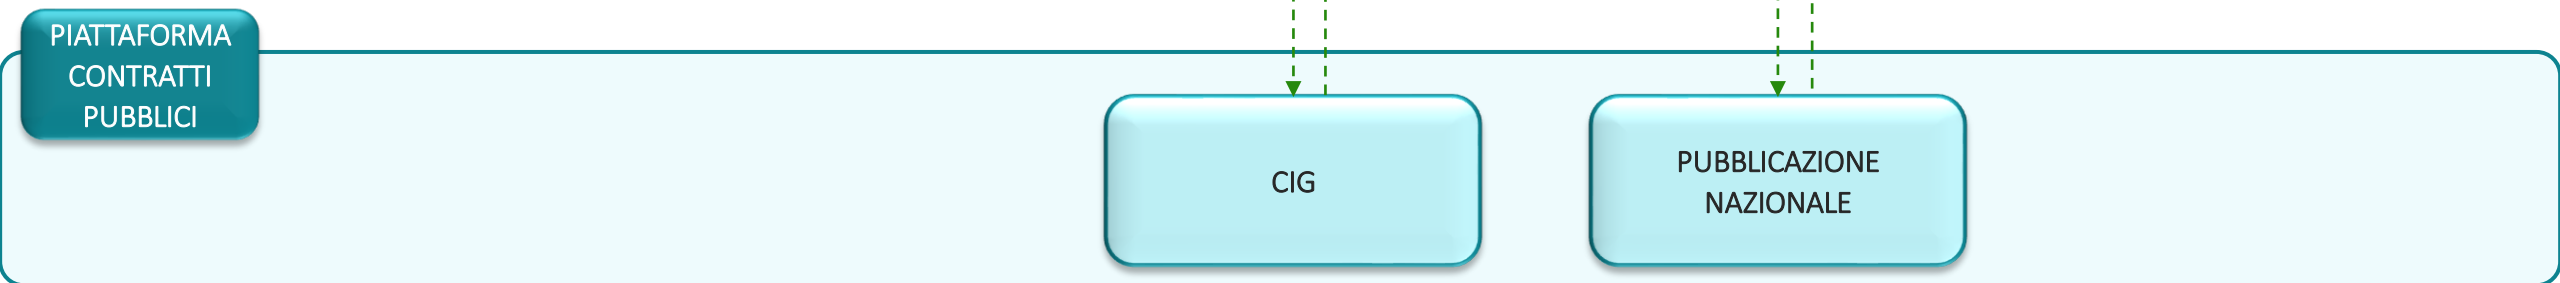 PIATTAFORMA
CONTRATTI
PUBBLICI
CIG
PUBBLICAZIONE
NAZIONALE